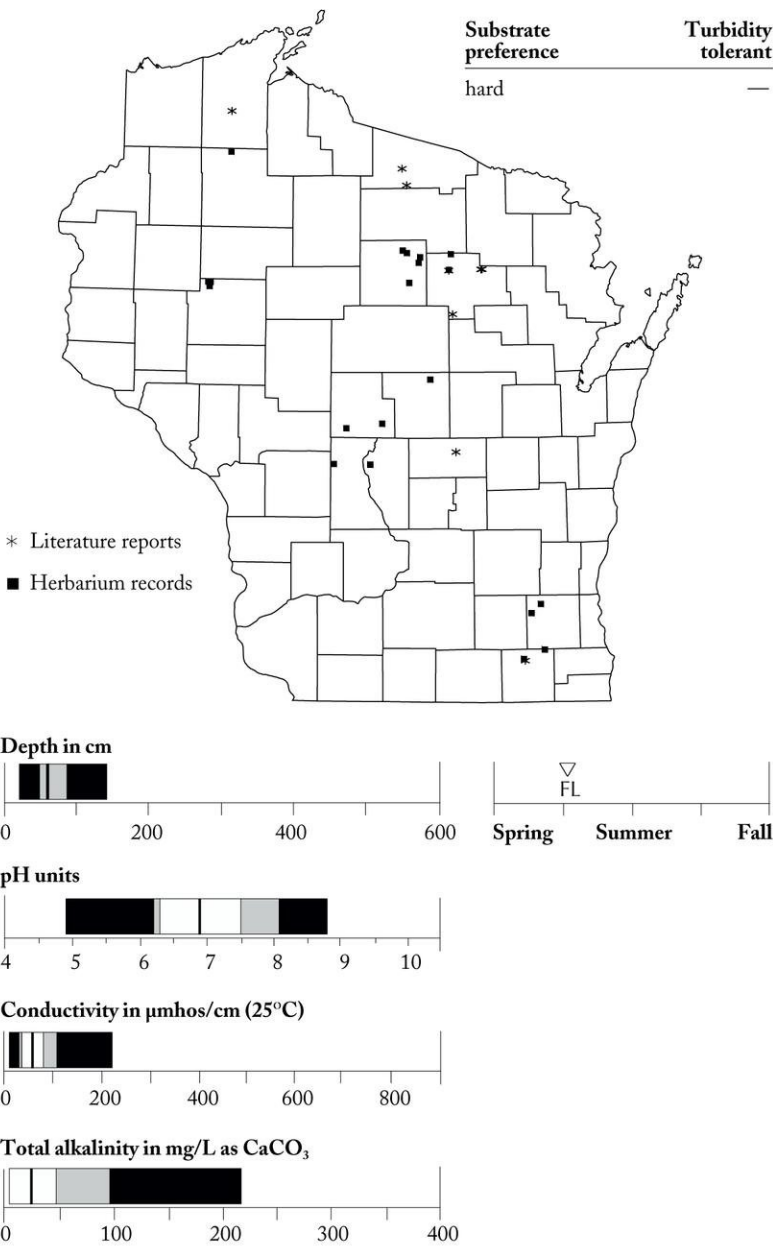 Substrate preference Turbidity tolerant
hard —
* Literature reports
■ Herbarium records
Depth in cm
0 200 400 600
FL
Spring Summer Fall
pH units
4 5 6 7 8 9 10
Conductivity in μmhos/cm (25°C)
0 200 400 600 800
Total alkalinity in mg/L as CaCO₃
0 100 200 300 400